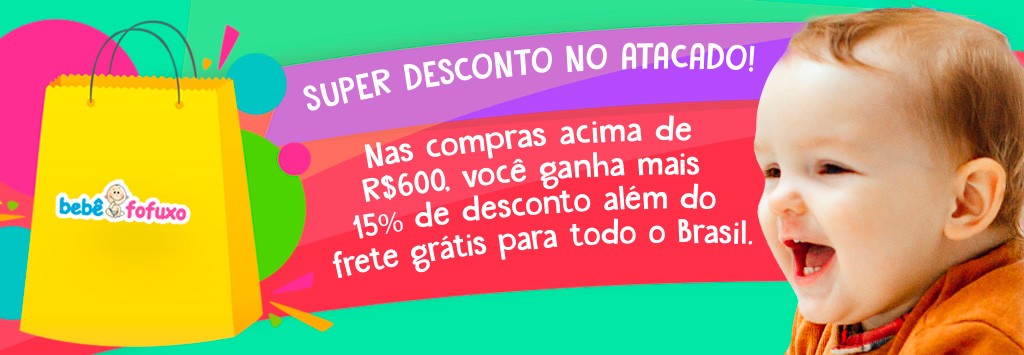 SUPER DESCONTO NO ATACADO!
Nas compras acima de
R$600, você ganha mais
15% de desconto além do
frete grátis para todo o Brasil.
bebê fofuxo